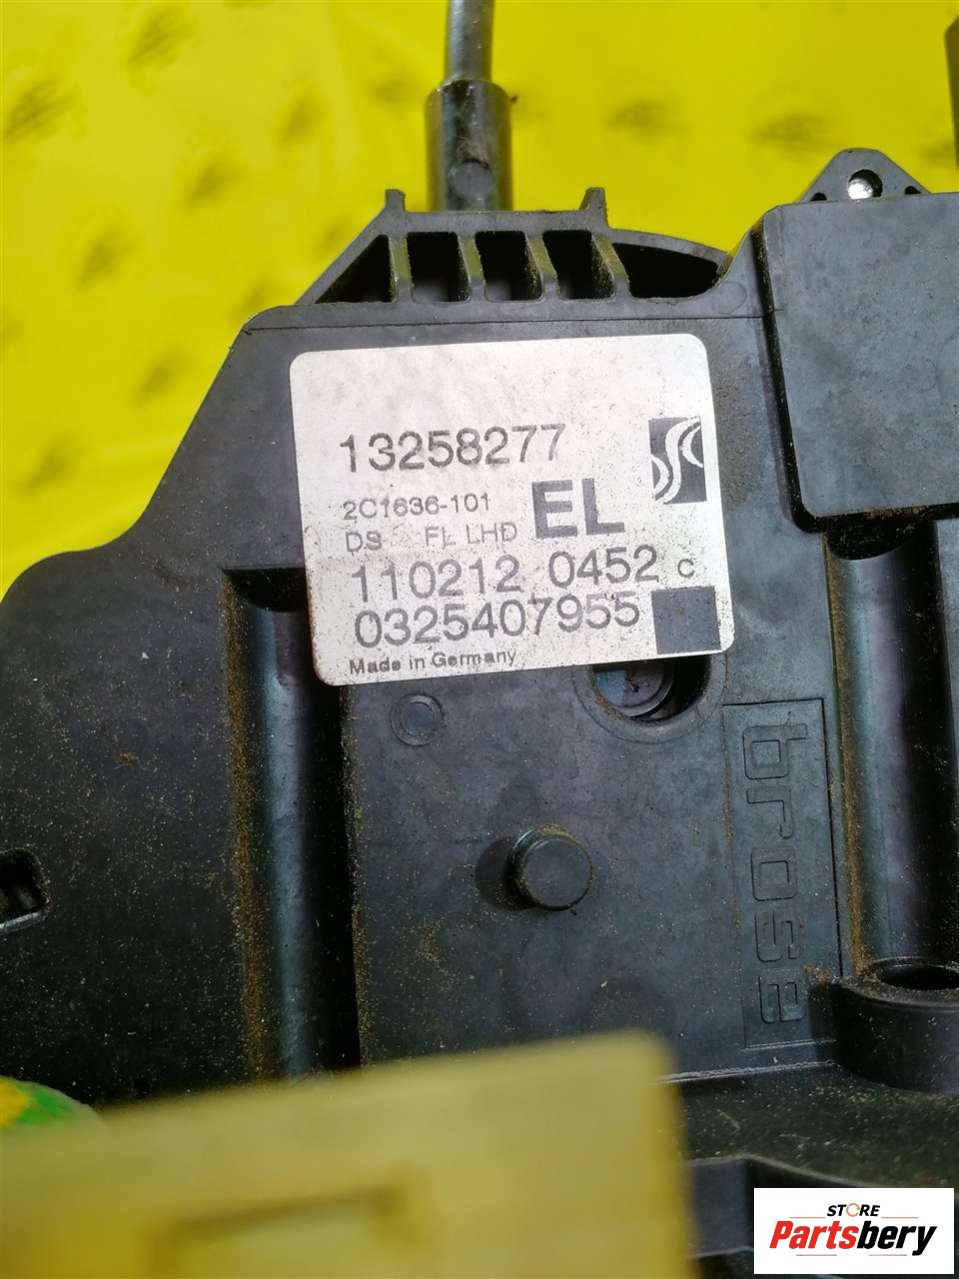 13258277
2C1636-101
EL
DS FL LHD
110212 0452 C
0325407955
Made in Germany
brose
STORE
Partsbery